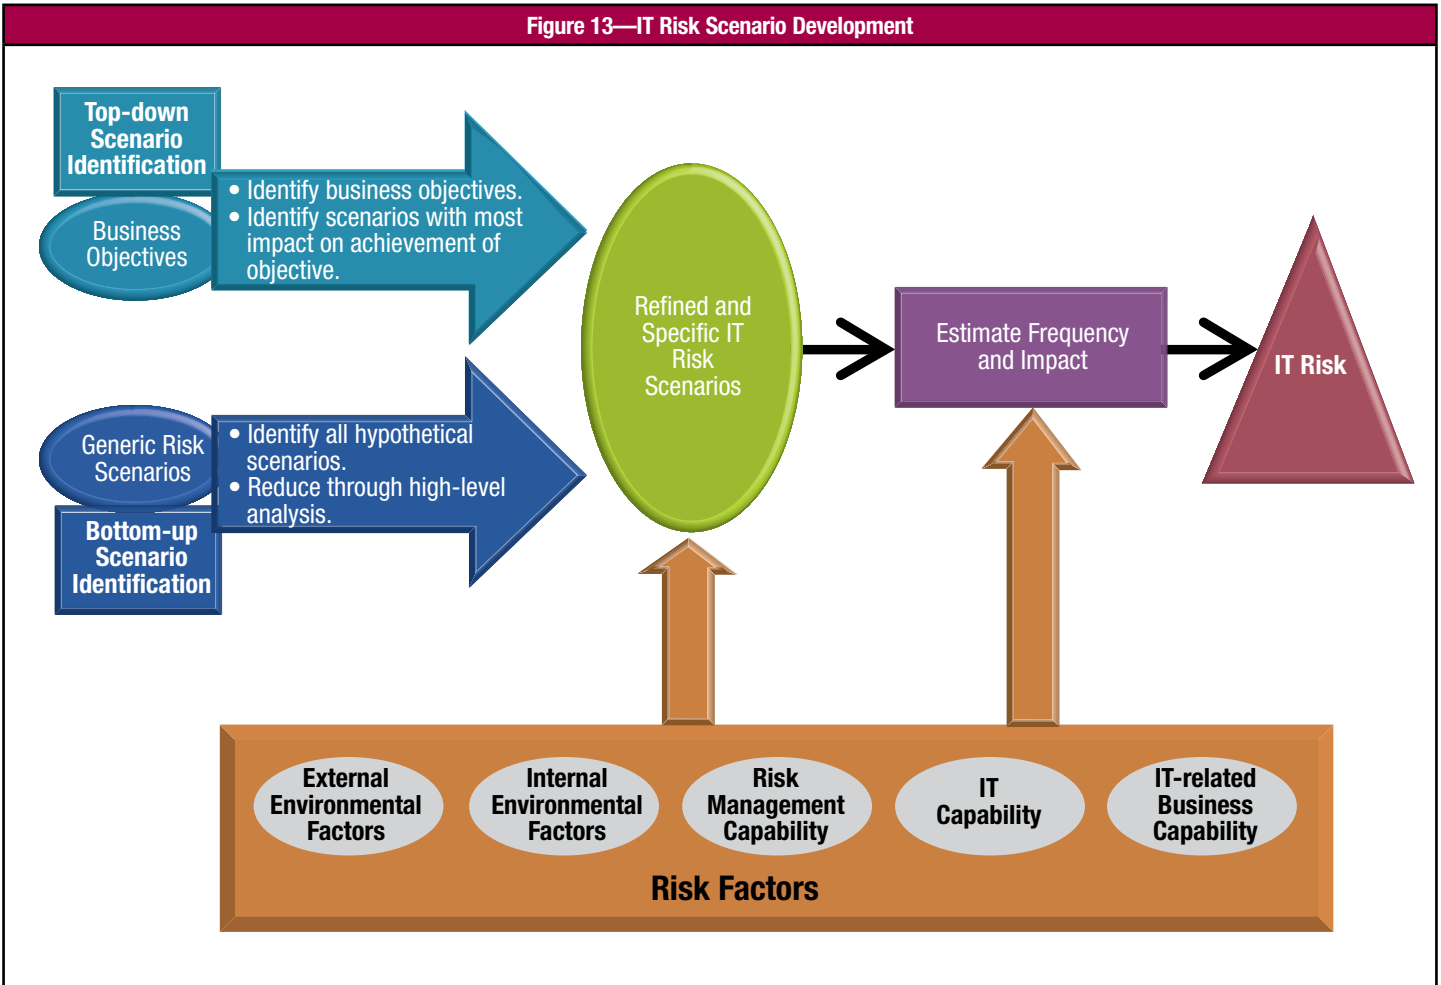 Figure 13—IT Risk Scenario Development
Top-down
Scenario
Identification
Business
Objectives
• Identify business objectives.
• Identify scenarios with most
impact on achievement of
objective.
Generic Risk
Scenarios
Bottom-up
Scenario
Identification
• Identify all hypothetical
scenarios.
• Reduce through high-level
analysis.
Refined and
Specific IT
Risk
Scenarios
Estimate Frequency
and Impact
IT Risk
External
Environmental
Factors
Internal
Environmental
Factors
Risk
Management
Capability
IT
Capability
IT-related
Business
Capability
Risk Factors